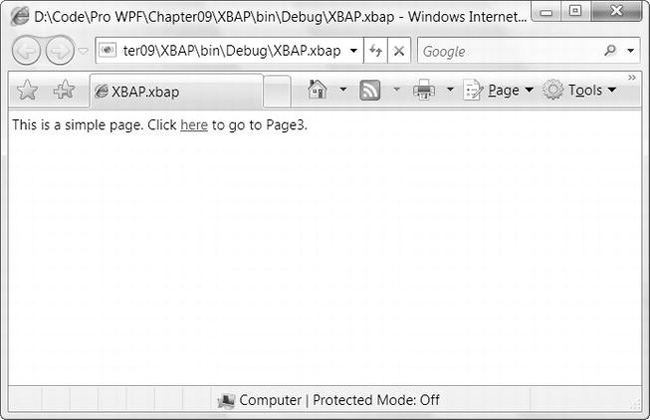 D:\Code\Pro WPF\Chapter09\XBAP\bin\Debug\XBAP.xbap - Windows Internet...
ter09\XBAP\bin\Debug\XBAP.xbap
Google
XBAP.xbap
Page
Tools
»
This is a simple page. Click here to go to Page3.
Computer | Protected Mode: Off